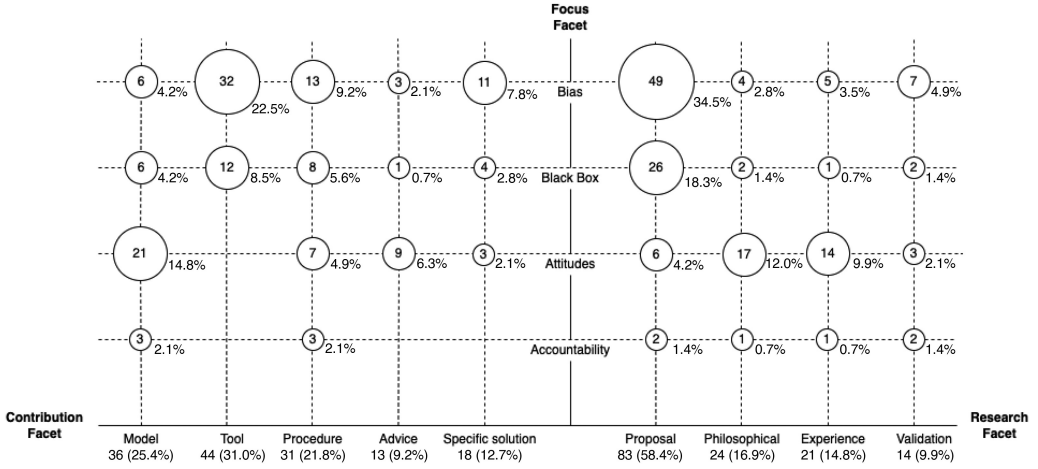 Focus
Facet
6 32 13 3 11 49 4 5 7
4.2% 22.5% 9.2% 2.1% 7.8% Bias 34.5% 2.8% 3.5% 4.9%
6 12 8 1 4 26 2 1 2
4.2% 8.5% 5.6% 0.7% 2.8% Black Box 18.3% 1.4% 0.7% 1.4%
21 7 9 3 6 17 14 3
14.8% 4.9% 6.3% 2.1% Attitudes 4.2% 12.0% 9.9% 2.1%
3 3 2 1 1 2
2.1% 2.1% Accountability 1.4% 0.7% 0.7% 1.4%
Contribution
Facet
Research
Facet
Model Tool Procedure Advice Specific solution Proposal Philosophical Experience Validation
36 (25.4%) 44 (31.0%) 31 (21.8%) 13 (9.2%) 18 (12.7%) 83 (58.4%) 24 (16.9%) 21 (14.8%) 14 (9.9%)